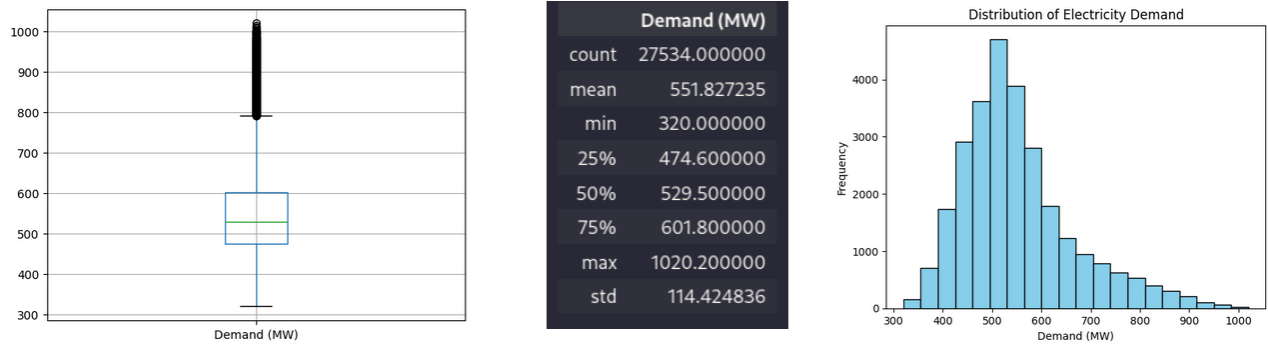 1000
900
800
700
600
500
400
300
Demand (MW)
Demand (MW)
count 27534.000000
mean 551.827235
min 320.000000
25% 474.600000
50% 529.500000
75% 601.800000
max 1020.200000
std 114.424836
Distribution of Electricity Demand
Frequency
4000
3000
2000
1000
0
300 400 500 600 700 800 900 1000
Demand (MW)